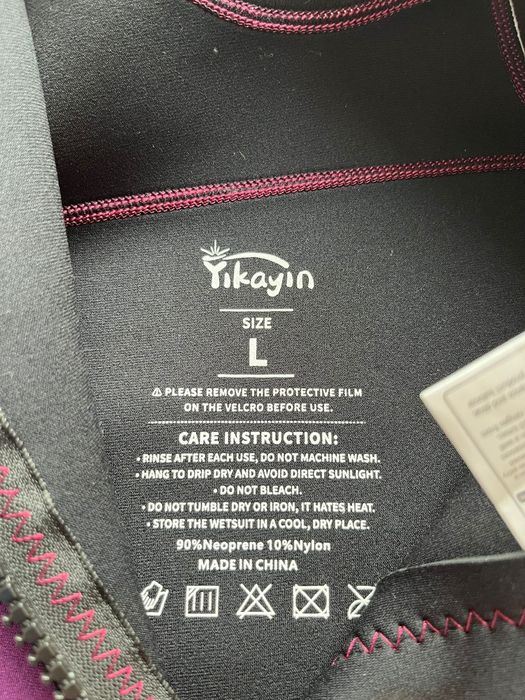 Yikayin
SIZE
L
⚠ PLEASE REMOVE THE PROTECTIVE FILM
ON THE VELCRO BEFORE USE.
CARE INSTRUCTION:
• RINSE AFTER EACH USE, DO NOT MACHINE WASH.
• HANG TO DRIP DRY AND AVOID DIRECT SUNLIGHT.
• DO NOT BLEACH.
• DO NOT TUMBLE DRY OR IRON, IT HATES HEAT.
• STORE THE WETSUIT IN A COOL, DRY PLACE.
90%Neoprene 10%Nylon
MADE IN CHINA